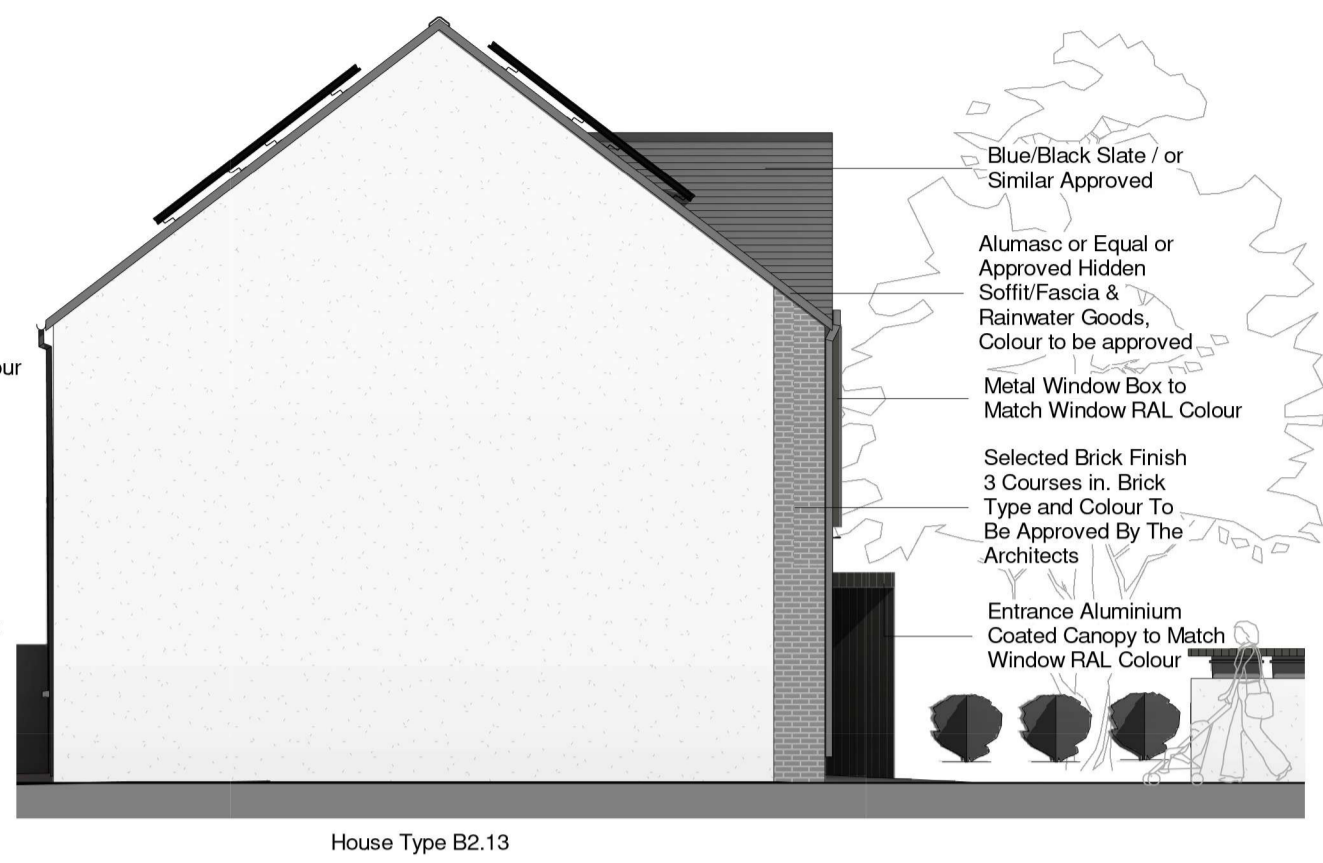 Blue/Black Slate / or
Similar Approved
Alumasc or Equal or
Approved Hidden
Soffit/Fascia &
Rainwater Goods,
Colour to be approved
our
Metal Window Box to
Match Window RAL Colour
Selected Brick Finish
3 Courses in. Brick
Type and Colour To
Be Approved By The
Architects
Entrance Aluminium
Coated Canopy to Match
Window RAL Colour
House Type B2.13